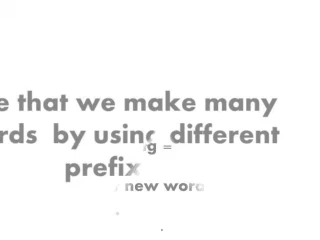 e that we make many
rds by using different
prefix
g =
new word